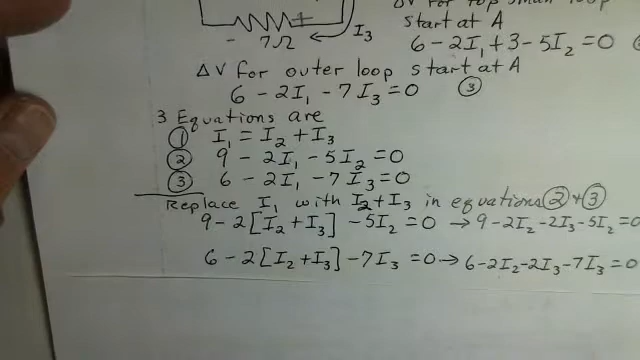 ΔV for top small loop
start at A
+
- 7Ω
I₃
6 - 2I₁ + 3 - 5I₂ = 0
ΔV for outer loop start at A
6 - 2I₁ - 7I₃ = 0 ③
3 Equations are
① I₁ = I₂ + I₃
② 9 - 2I₁ - 5I₂ = 0
③ 6 - 2I₁ - 7I₃ = 0
Replace I₁ with I₂ + I₃ in equations ② + ③
9 - 2[I₂ + I₃] - 5I₂ = 0 → 9 - 2I₂ - 2I₃ - 5I₂ = 0
6 - 2[I₂ + I₃] - 7I₃ = 0 → 6 - 2I₂ - 2I₃ - 7I₃ = 0